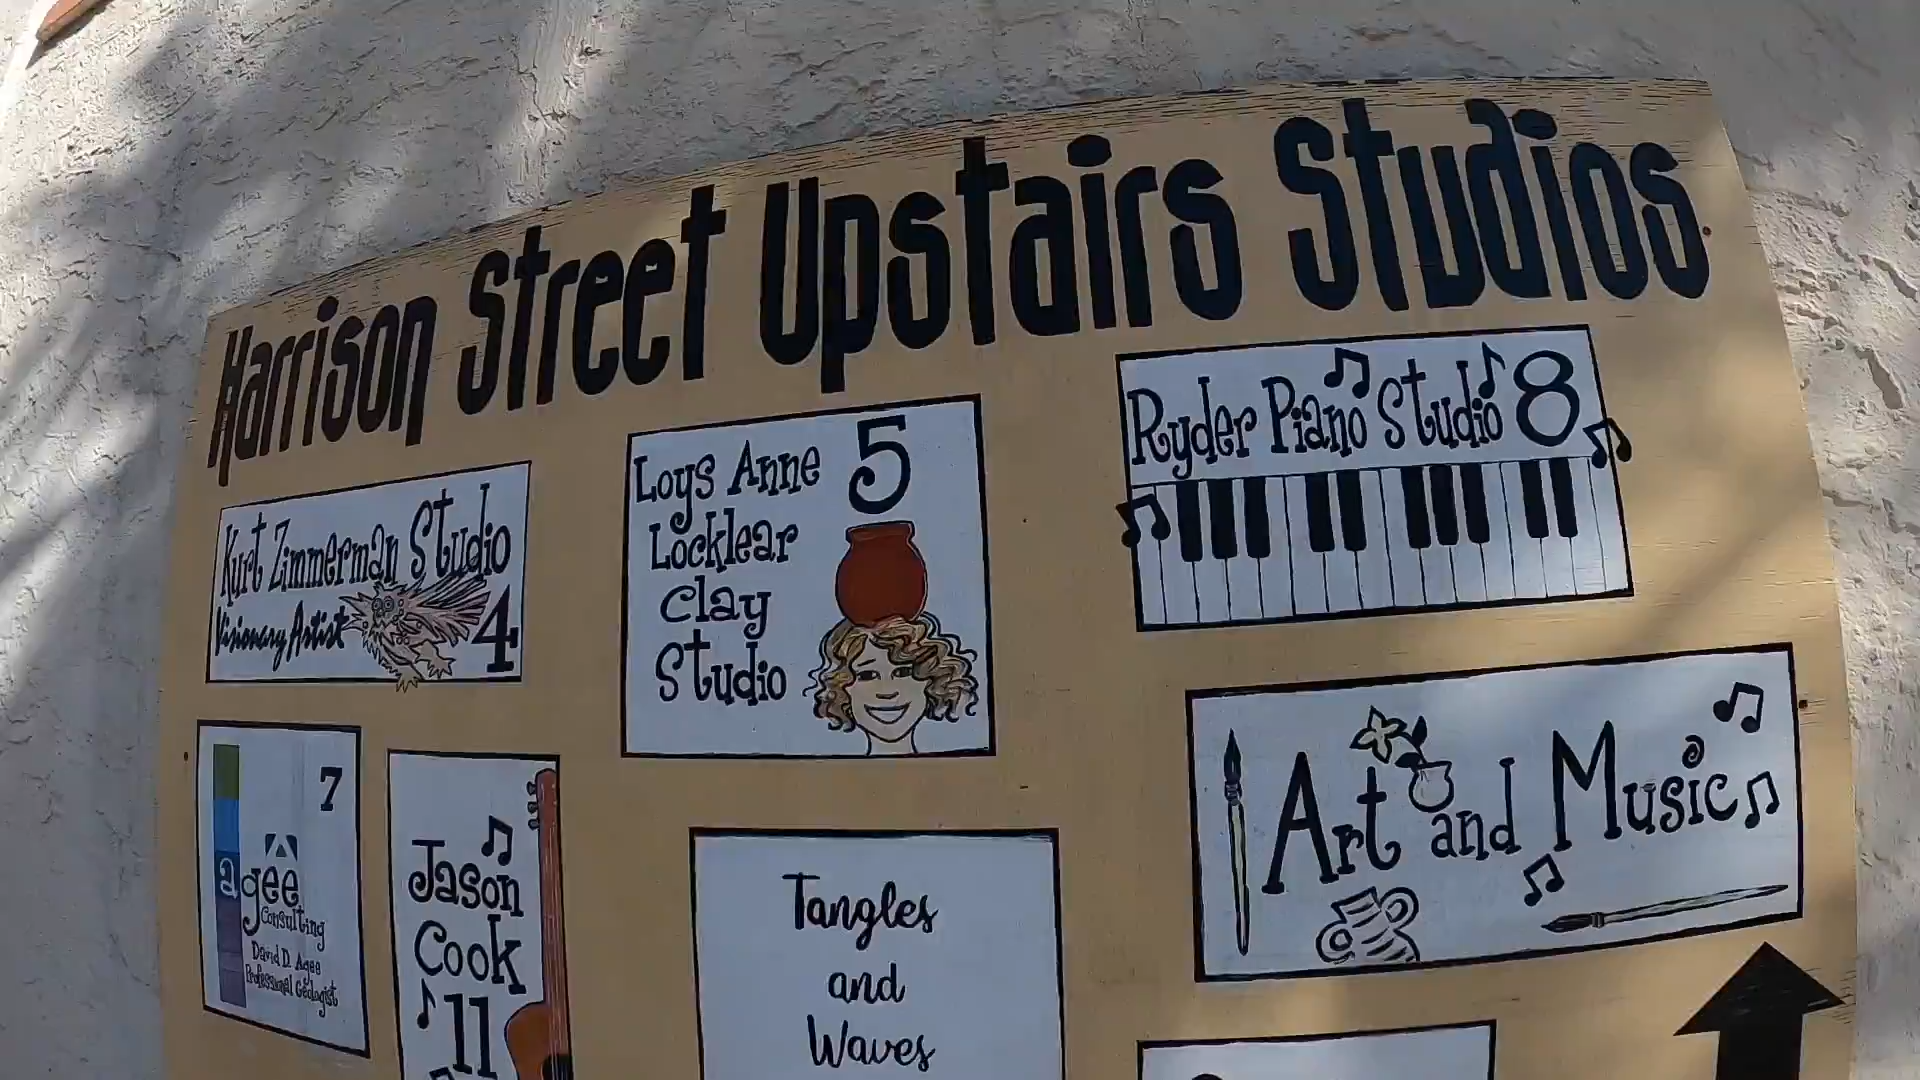 Harrison Street Upstairs Studios
Kurt Zimmerman Studio
Visionary Artist
4
Loys Anne 5
Locklear
Clay
Studio
Ryder Piano Studio 8
7
agee
Consulting
David D. Agee
Professional Geologist
Jason
Cook
11
Tangles
and
Waves
Art and Music